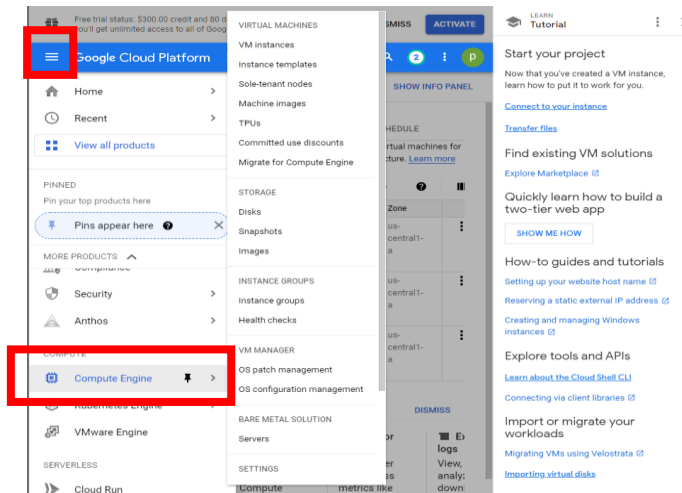 Free trial status: $300.00 credit and 80 d
You'll get unlimited access to all of Goog
SMISS
ACTIVATE
Google Cloud Platform
2
p
SHOW INFO PANEL
Home
Recent
View all products
PINNED
Pin your top products here
Pins appear here
MORE PRODUCTS
Compliance
Security
Anthos
COMPUTE
Compute Engine
Kubernetes Engine
VMware Engine
SERVERLESS
Cloud Run
VIRTUAL MACHINES
VM instances
Instance templates
Sole-tenant nodes
Machine images
TPUs
Committed use discounts
Migrate for Compute Engine
STORAGE
Disks
Snapshots
Images
INSTANCE GROUPS
Instance groups
Health checks
VM MANAGER
OS patch management
OS configuration management
BARE METAL SOLUTION
Servers
SETTINGS
HEDULE
rtual machines for
cture. Learn more
Zone
us-
central1-
a
us-
central1-
a
us-
central1-
a
DISMISS
or
logs
View,
analyz
Compute
metrics like
down
LEARN
Tutorial
Start your project
Now that you've created a VM instance,
learn how to put it to work for you.
Connect to your instance
Transfer files
Find existing VM solutions
Explore Marketplace
Quickly learn how to build a
two-tier web app
SHOW ME HOW
How-to guides and tutorials
Setting up your website host name
Reserving a static external IP address
Creating and managing Windows
instances
Explore tools and APIs
Learn about the Cloud Shell CLI
Connecting via client libraries
Import or migrate your
workloads
Migrating VMs using Velostrata
Importing virtual disks